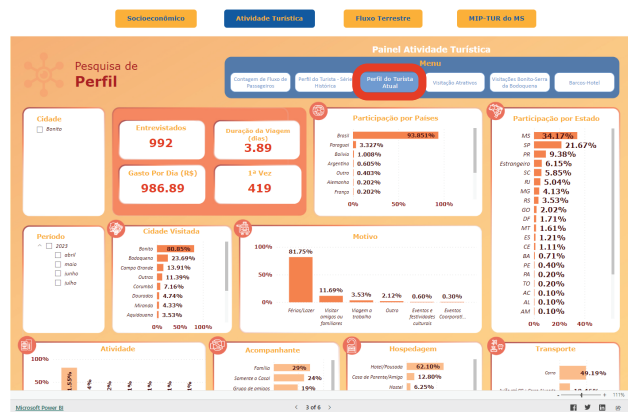 Socioeconômico
Atividade Turística
Fluxo Terrestre
MIP-TUR do MS
Painel Atividade Turística
Menu
Pesquisa de
Perfil
Contagem de Fluxo de
Passageiros
Perfil do Turista - Série
Histórica
Perfil do Turista
Atual
Visitação Atrativos
Visitações Bonito-Serra
da Bodoquena
Barcos-Hotel
Cidade
Bonito
Entrevistados
992
Duração da Viagem
(dias)
3.89
Gasto Por Dia (R$)
986.89
1ª Vez
419
Participação por Países
Brasil 93.851%
Paraguai 3.327%
Bolívia 1.008%
Argentina 0.605%
Outro 0.403%
Alemanha 0.202%
França 0.202%
0% 50% 100%
Participação por Estado
MS 34.17%
SP 21.67%
PR 9.38%
Estrangeiro 6.15%
SC 5.85%
RJ 5.04%
MG 4.13%
RS 3.53%
GO 2.02%
DF 1.71%
MT 1.61%
ES 1.21%
CE 1.11%
BA 0.71%
PE 0.40%
PA 0.20%
TO 0.20%
AC 0.10%
AL 0.10%
AM 0.10%
0% 20% 40%
Período
2023
abril
maio
junho
julho
Cidade Visitada
Bonito 80.85%
Bodoquena 23.69%
Campo Grande 13.91%
Outras 11.39%
Corumbá 7.16%
Dourados 4.74%
Miranda 4.33%
Aquidauana 3.53%
0% 50% 100%
Motivo
100%
50%
0%
81.75%
11.69%
3.53%
2.12%
0.60%
0.30%
Férias/Lazer
Visitar
amigos ou
familiares
Viagem a
trabalho
Outro
Eventos e
festividades
culturais
Eventos
Corporati...
Atividade
100%
50%
Acompanhante
Família 29%
Somente o Casal 24%
Grupo de amigos 19%
Hospedagem
Hotel/Pousada 62.10%
Casa de Parente/Amigo 12.80%
Hostel 6.25%
Transporte
Carro 49.19%
Microsoft Power BI
3 of 6
111%